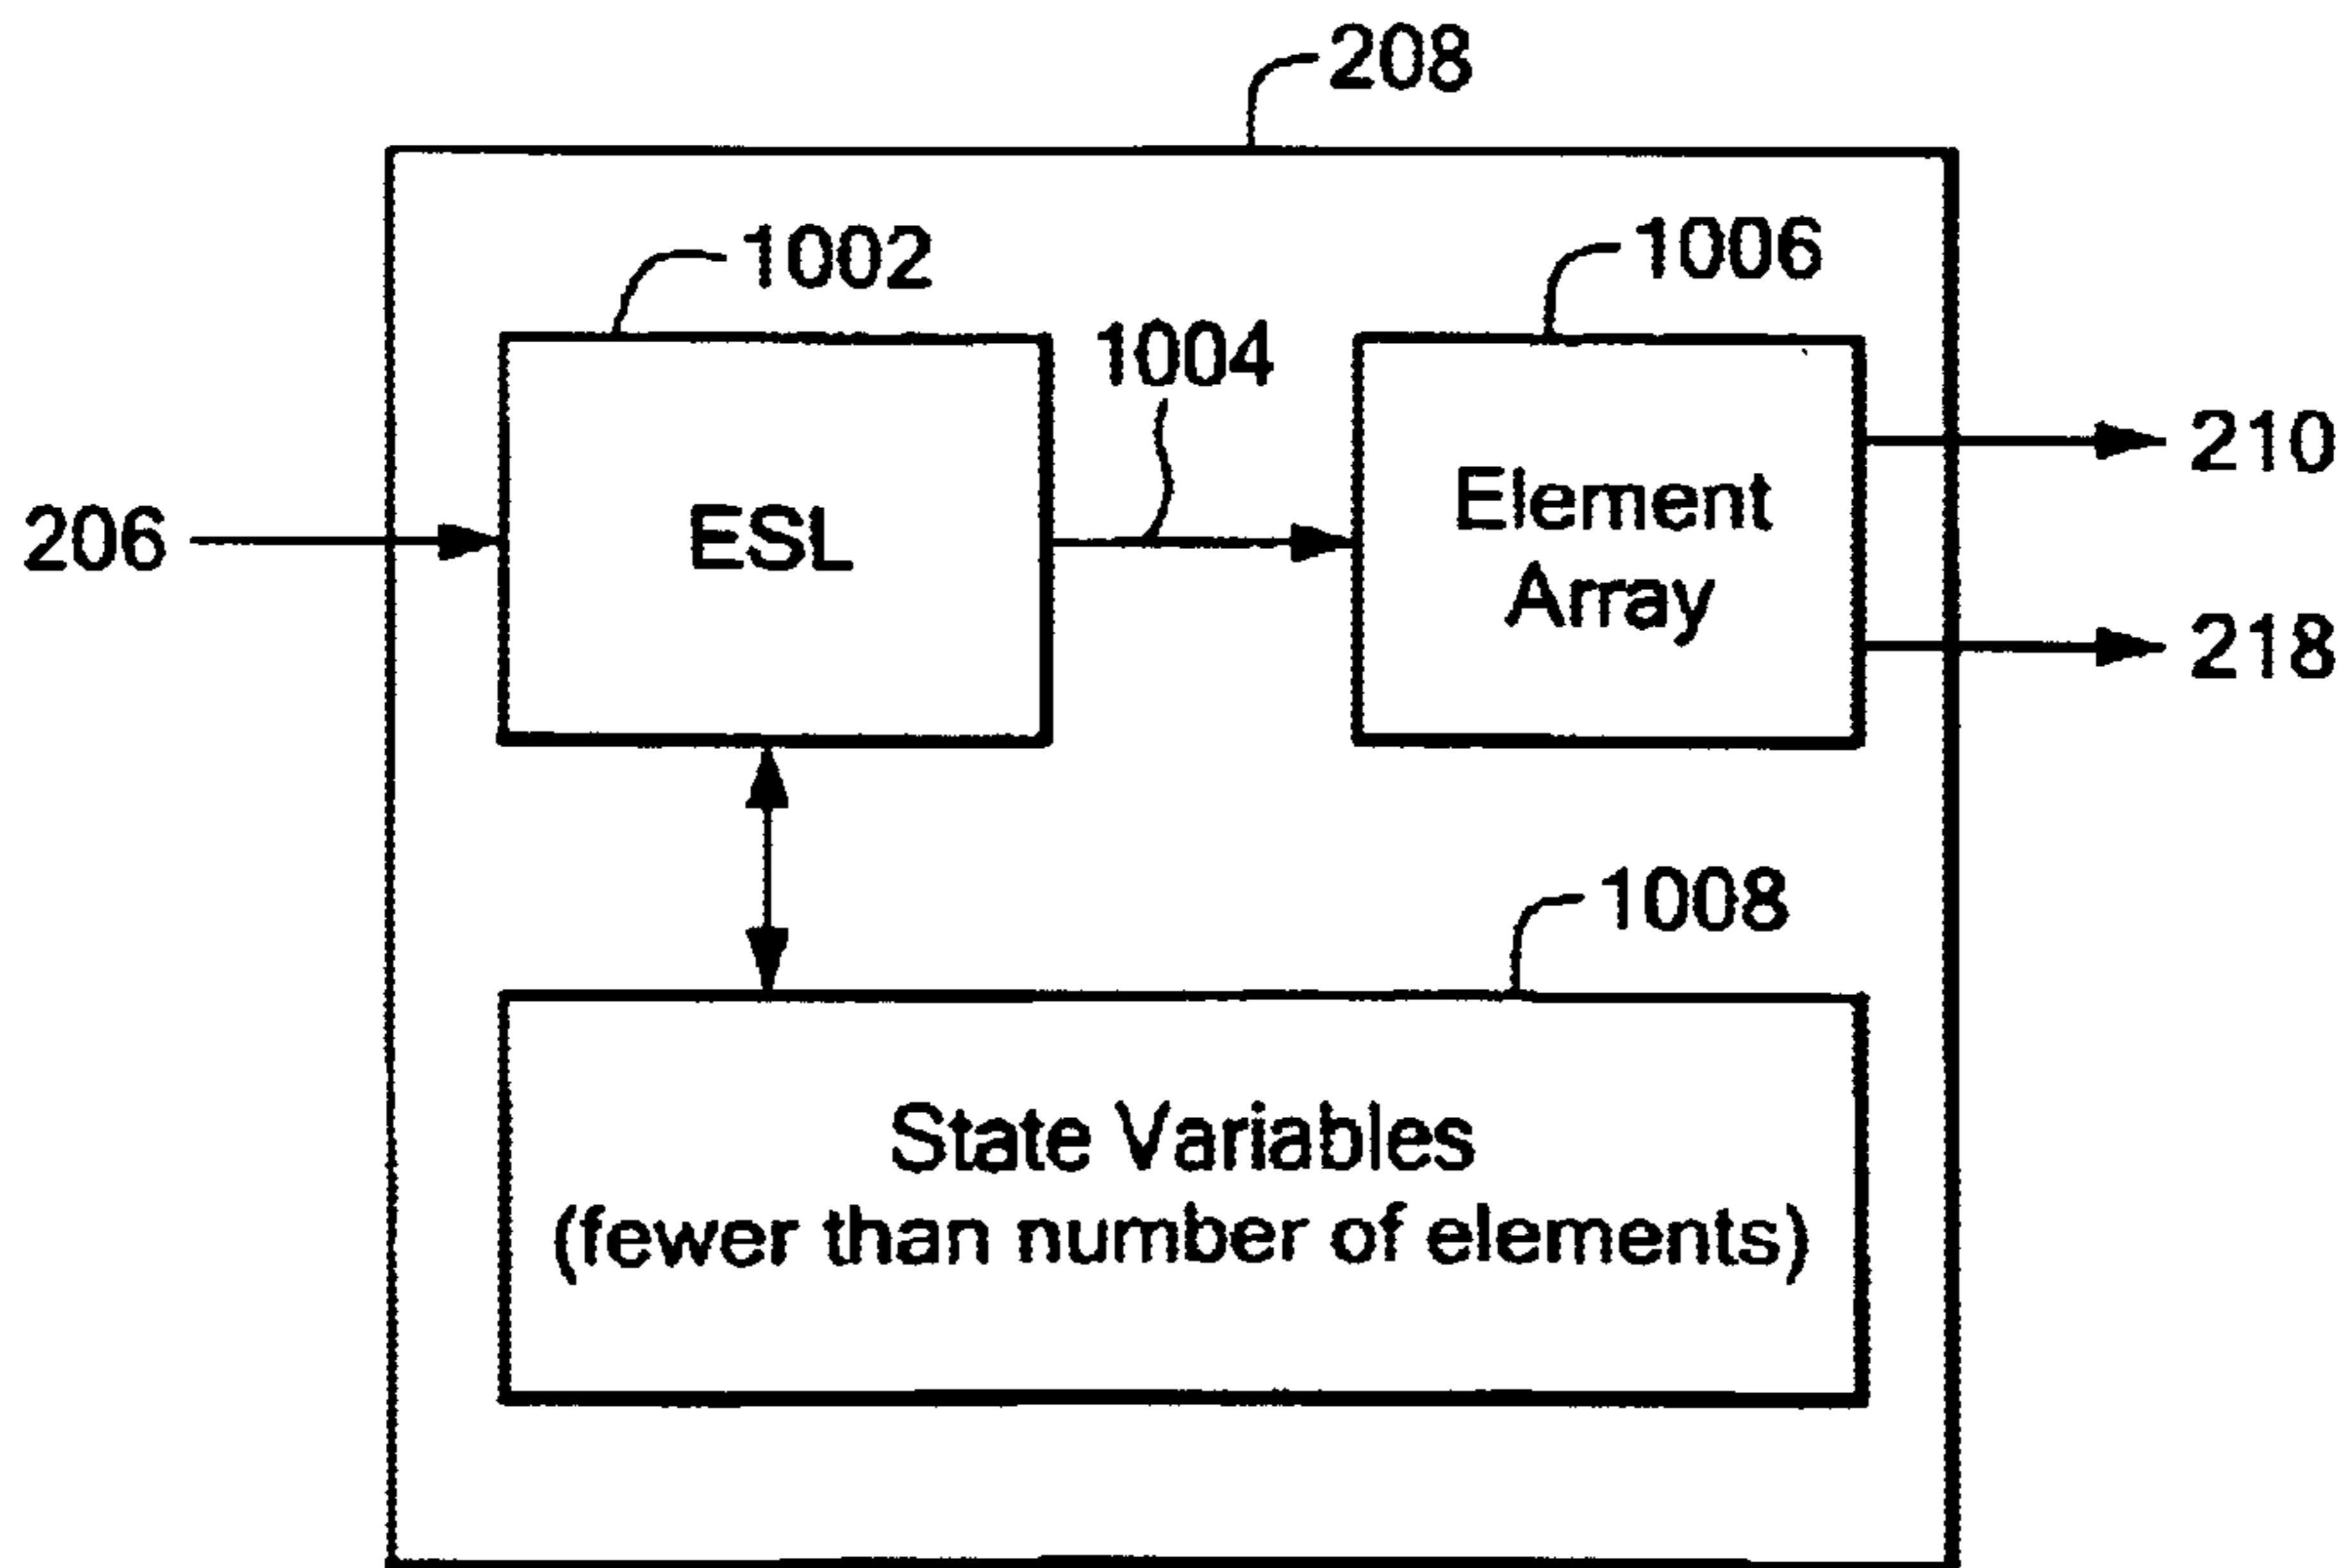 208
1002
1006
1004
210
206
ESL
Element
Array
218
1008
State Variables
(fewer than number of elements)